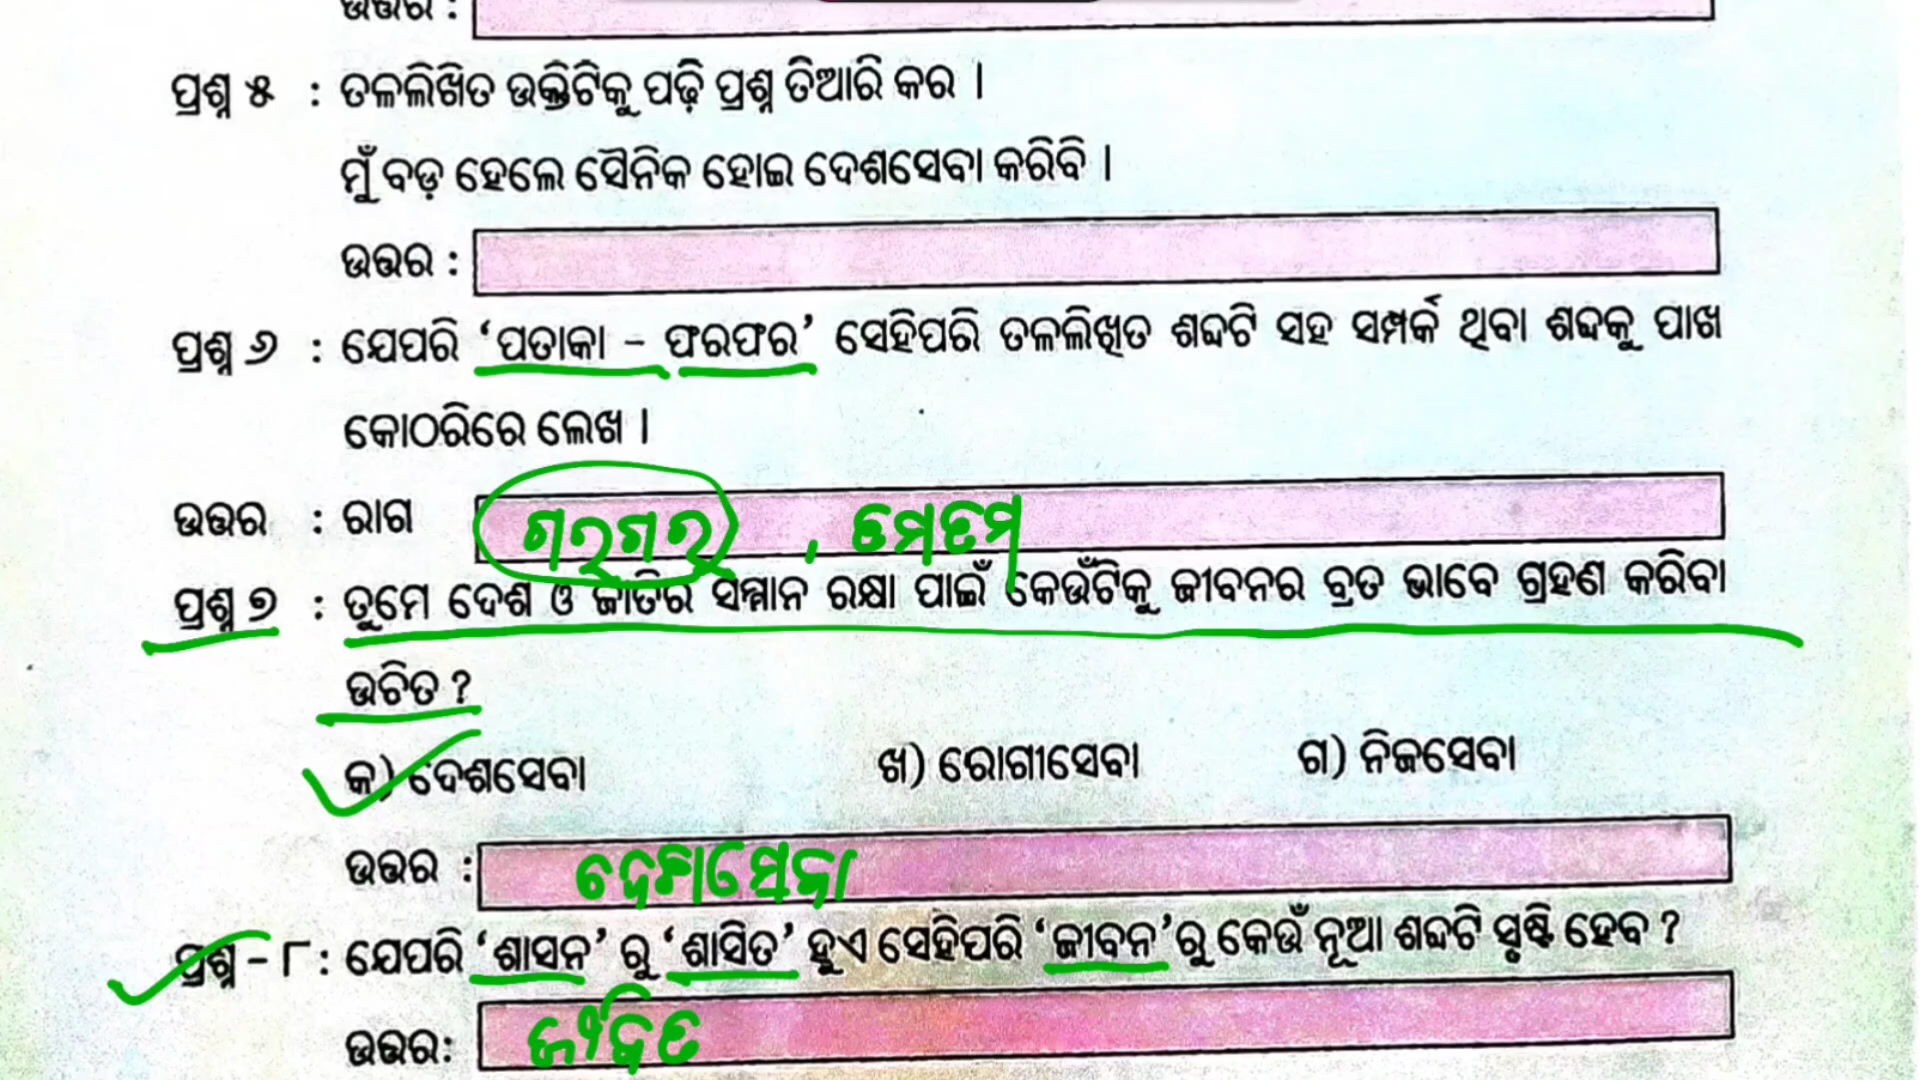 ଉତ୍ତର :
ପ୍ରଶ୍ନ ୫ : ତଳଲିଖିତ ଉକ୍ତିଟିକୁ ପଢ଼ି ପ୍ରଶ୍ନ ତିଆରି କର ।
ମୁଁ ବଡ଼ ହେଲେ ସୈନିକ ହୋଇ ଦେଶସେବା କରିବି ।
ଉତ୍ତର :
ପ୍ରଶ୍ନ ୬ : ଯେପରି ‘ପତାକା – ଫରଫର’ ସେହିପରି ତଳଲିଖିତ ଶବ୍ଦଟି ସହ ସମ୍ପର୍କ ଥିବା ଶବ୍ଦକୁ ପାଖ
କୋଠରିରେ ଲେଖ ।
ଉତ୍ତର : ରାଗ ଗରଗର ,
ପ୍ରଶ୍ନ ୭ : ତୁମେ ଦେଶ ଓ ଜାତିର ସମ୍ମାନ ରକ୍ଷା ପାଇଁ କେଉଁଟିକୁ ଜୀବନର ବ୍ରତ ଭାବେ ଗ୍ରହଣ କରିବା
ଉଚିତ ?
କ) ଦେଶସେବା ଖ) ରୋଗୀସେବା ଗ) ନିଜସେବା
ଉତ୍ତର : ଦେଶସେବା
ପ୍ରଶ୍ନ – ୮ : ଯେପରି ‘ଶାସନ’ ରୁ ‘ଶାସିତ’ ହୁଏ ସେହିପରି ‘ଜୀବନ’ରୁ କେଉଁ ନୂଆ ଶବ୍ଦଟି ସୃଷ୍ଟି ହେବ ?
ଉତ୍ତର: ଜୀବିତ